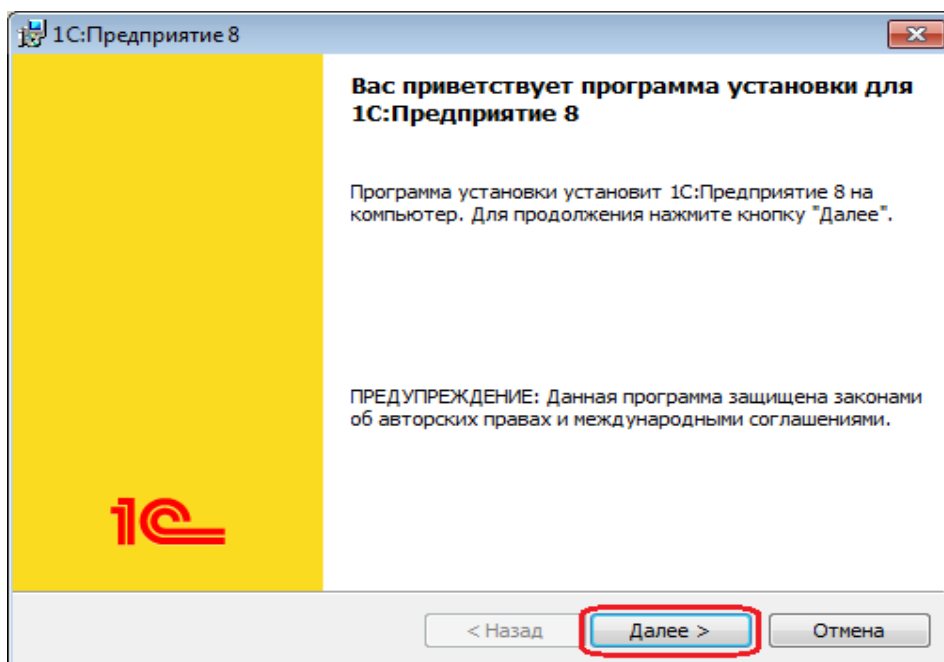 1С:Предприятие 8
Вас приветствует программа установки для
1С:Предприятие 8
Программа установки установит 1С:Предприятие 8 на
компьютер. Для продолжения нажмите кнопку "Далее".
ПРЕДУПРЕЖДЕНИЕ: Данная программа защищена законами
об авторских правах и международными соглашениями.
1С
< Назад
Далее >
Отмена